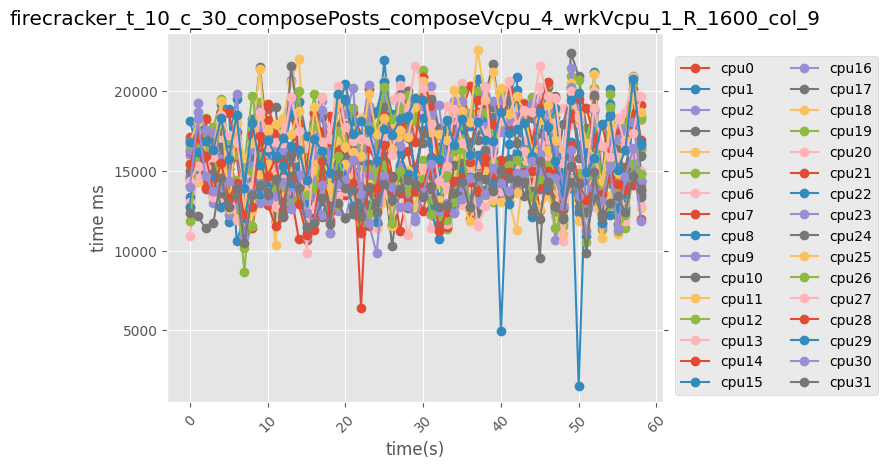 firecracker_t_10_c_30_composePosts_composeVcpu_4_wrkVcpu_1_R_1600_col_9
time ms
20000
15000
10000
5000
0
10
20
30
40
50
60
time(s)
cpu0
cpu1
cpu2
cpu3
cpu4
cpu5
cpu6
cpu7
cpu8
cpu9
cpu10
cpu11
cpu12
cpu13
cpu14
cpu15
cpu16
cpu17
cpu18
cpu19
cpu20
cpu21
cpu22
cpu23
cpu24
cpu25
cpu26
cpu27
cpu28
cpu29
cpu30
cpu31